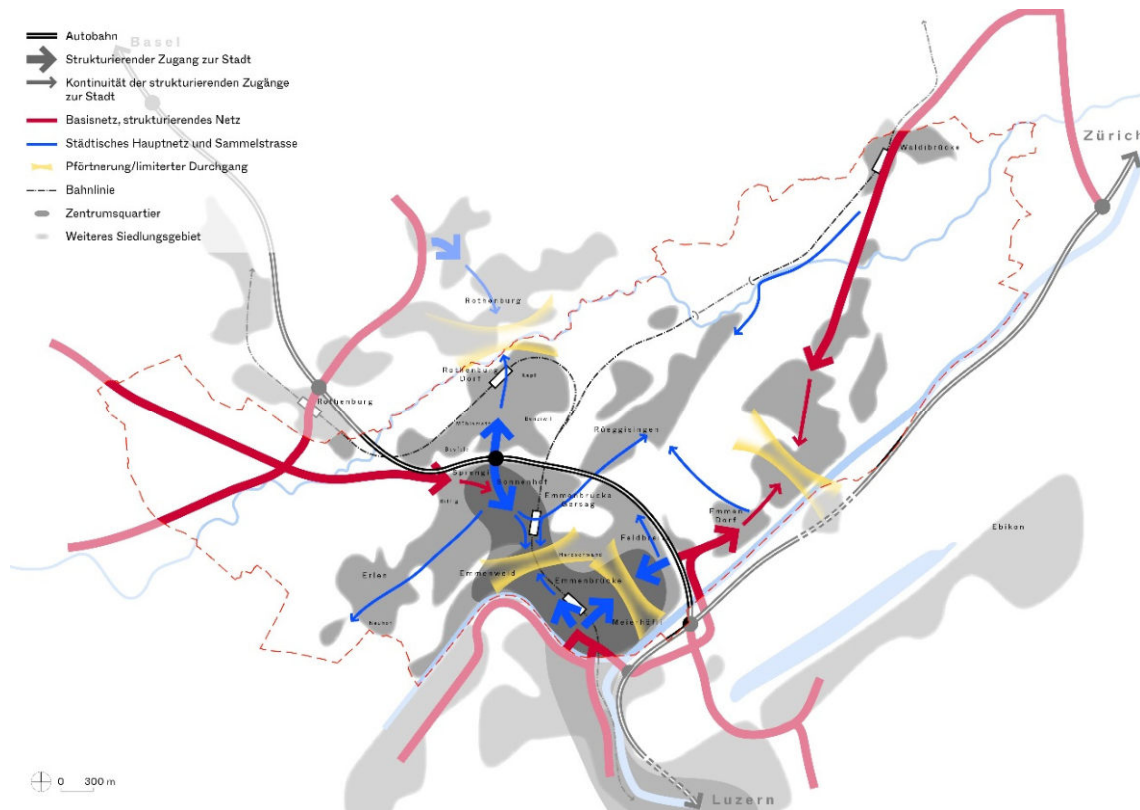 Autobahn
Basel
Strukturierender Zugang zur Stadt
Kontinuität der strukturierenden Zugänge
zur Stadt
Basisnetz, strukturierendes Netz
Städtisches Hauptnetz und Sammelstrasse
Pförtnerung/limiterter Durchgang
Bahnlinie
Zentrumsquartier
Weiteres Siedlungsgebiet
Zürich
Waldibrücke
Rothenburg
Rothenburg
Dorf
Rothenburg
Rüeggisingen
Sprengi
Sonnenhof
Emmenbrücke
Gersag
Emmen
Dorf
Ebikon
Erlen
Emmenweid
Emmenbrücke
0 300 m
Luzern